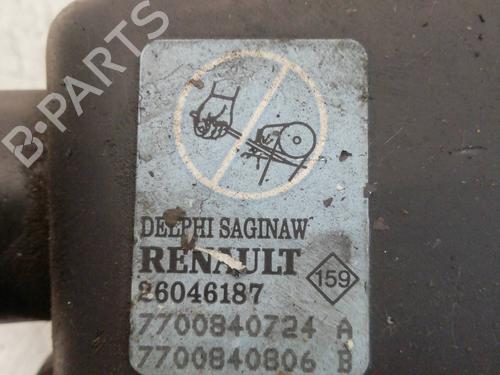 B-PARTS
DELPHI SAGINAW
RENAULT
159
26046187
7700840724 A
7700840806 B